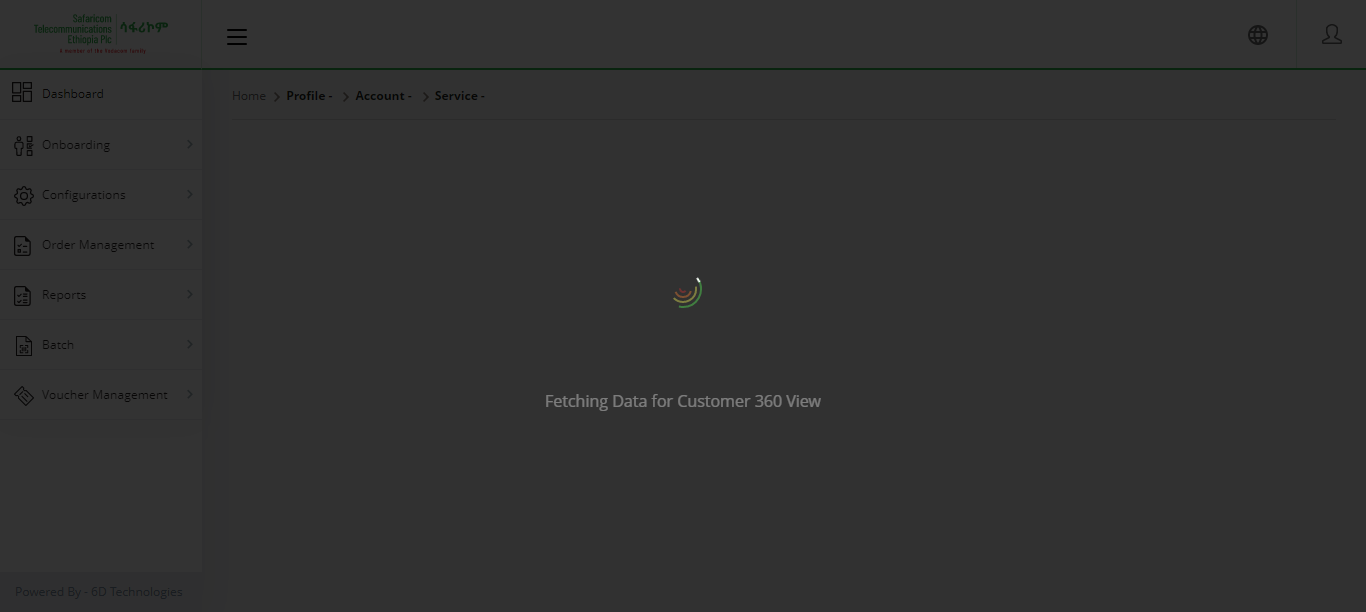 Safaricom
Telecommunications
Ethiopia Plc
ሳፋሪኮም
A member of the Vodacom family
Home
Profile -
Account -
Service -
Dashboard
Onboarding
Configurations
Order Management
Reports
Batch
Voucher Management
Fetching Data for Customer 360 View
Powered By - 6D Technologies